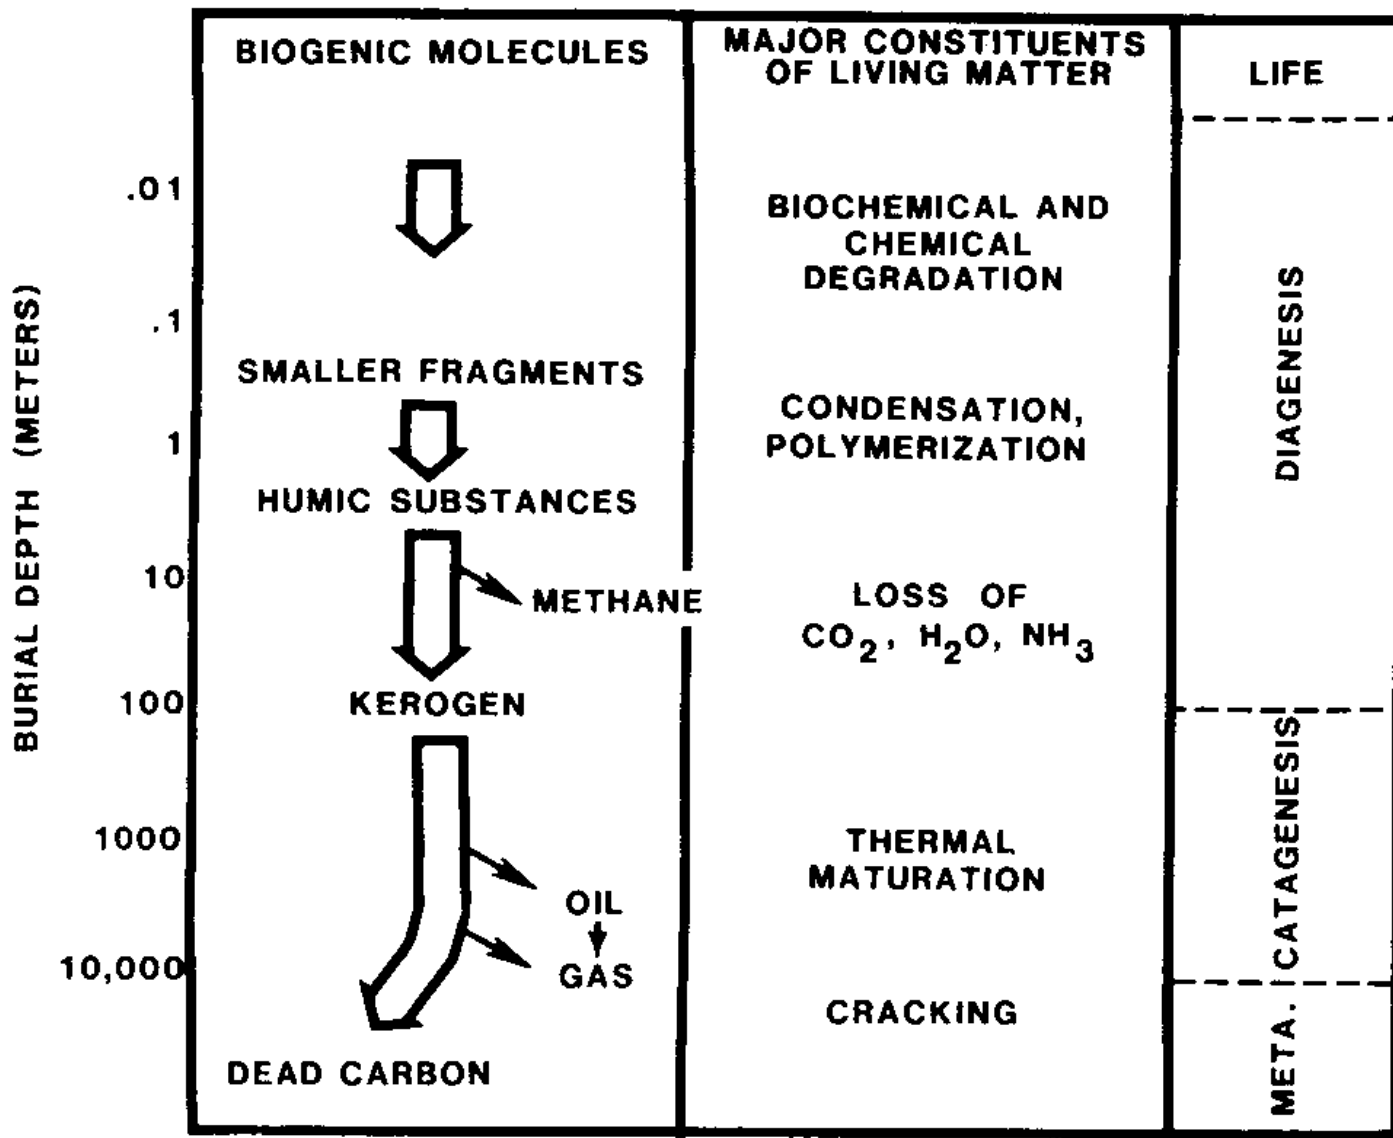 BIOGENIC MOLECULES
MAJOR CONSTITUENTS
OF LIVING MATTER
LIFE
BURIAL DEPTH (METERS)
.01
.1
1
10
100
1000
10,000
SMALLER FRAGMENTS
HUMIC SUBSTANCES
METHANE
KEROGEN
OIL
GAS
DEAD CARBON
BIOCHEMICAL AND
CHEMICAL
DEGRADATION
CONDENSATION,
POLYMERIZATION
LOSS OF
CO2, H2O, NH3
THERMAL
MATURATION
CRACKING
DIAGENESIS
CATAGENESIS
META.